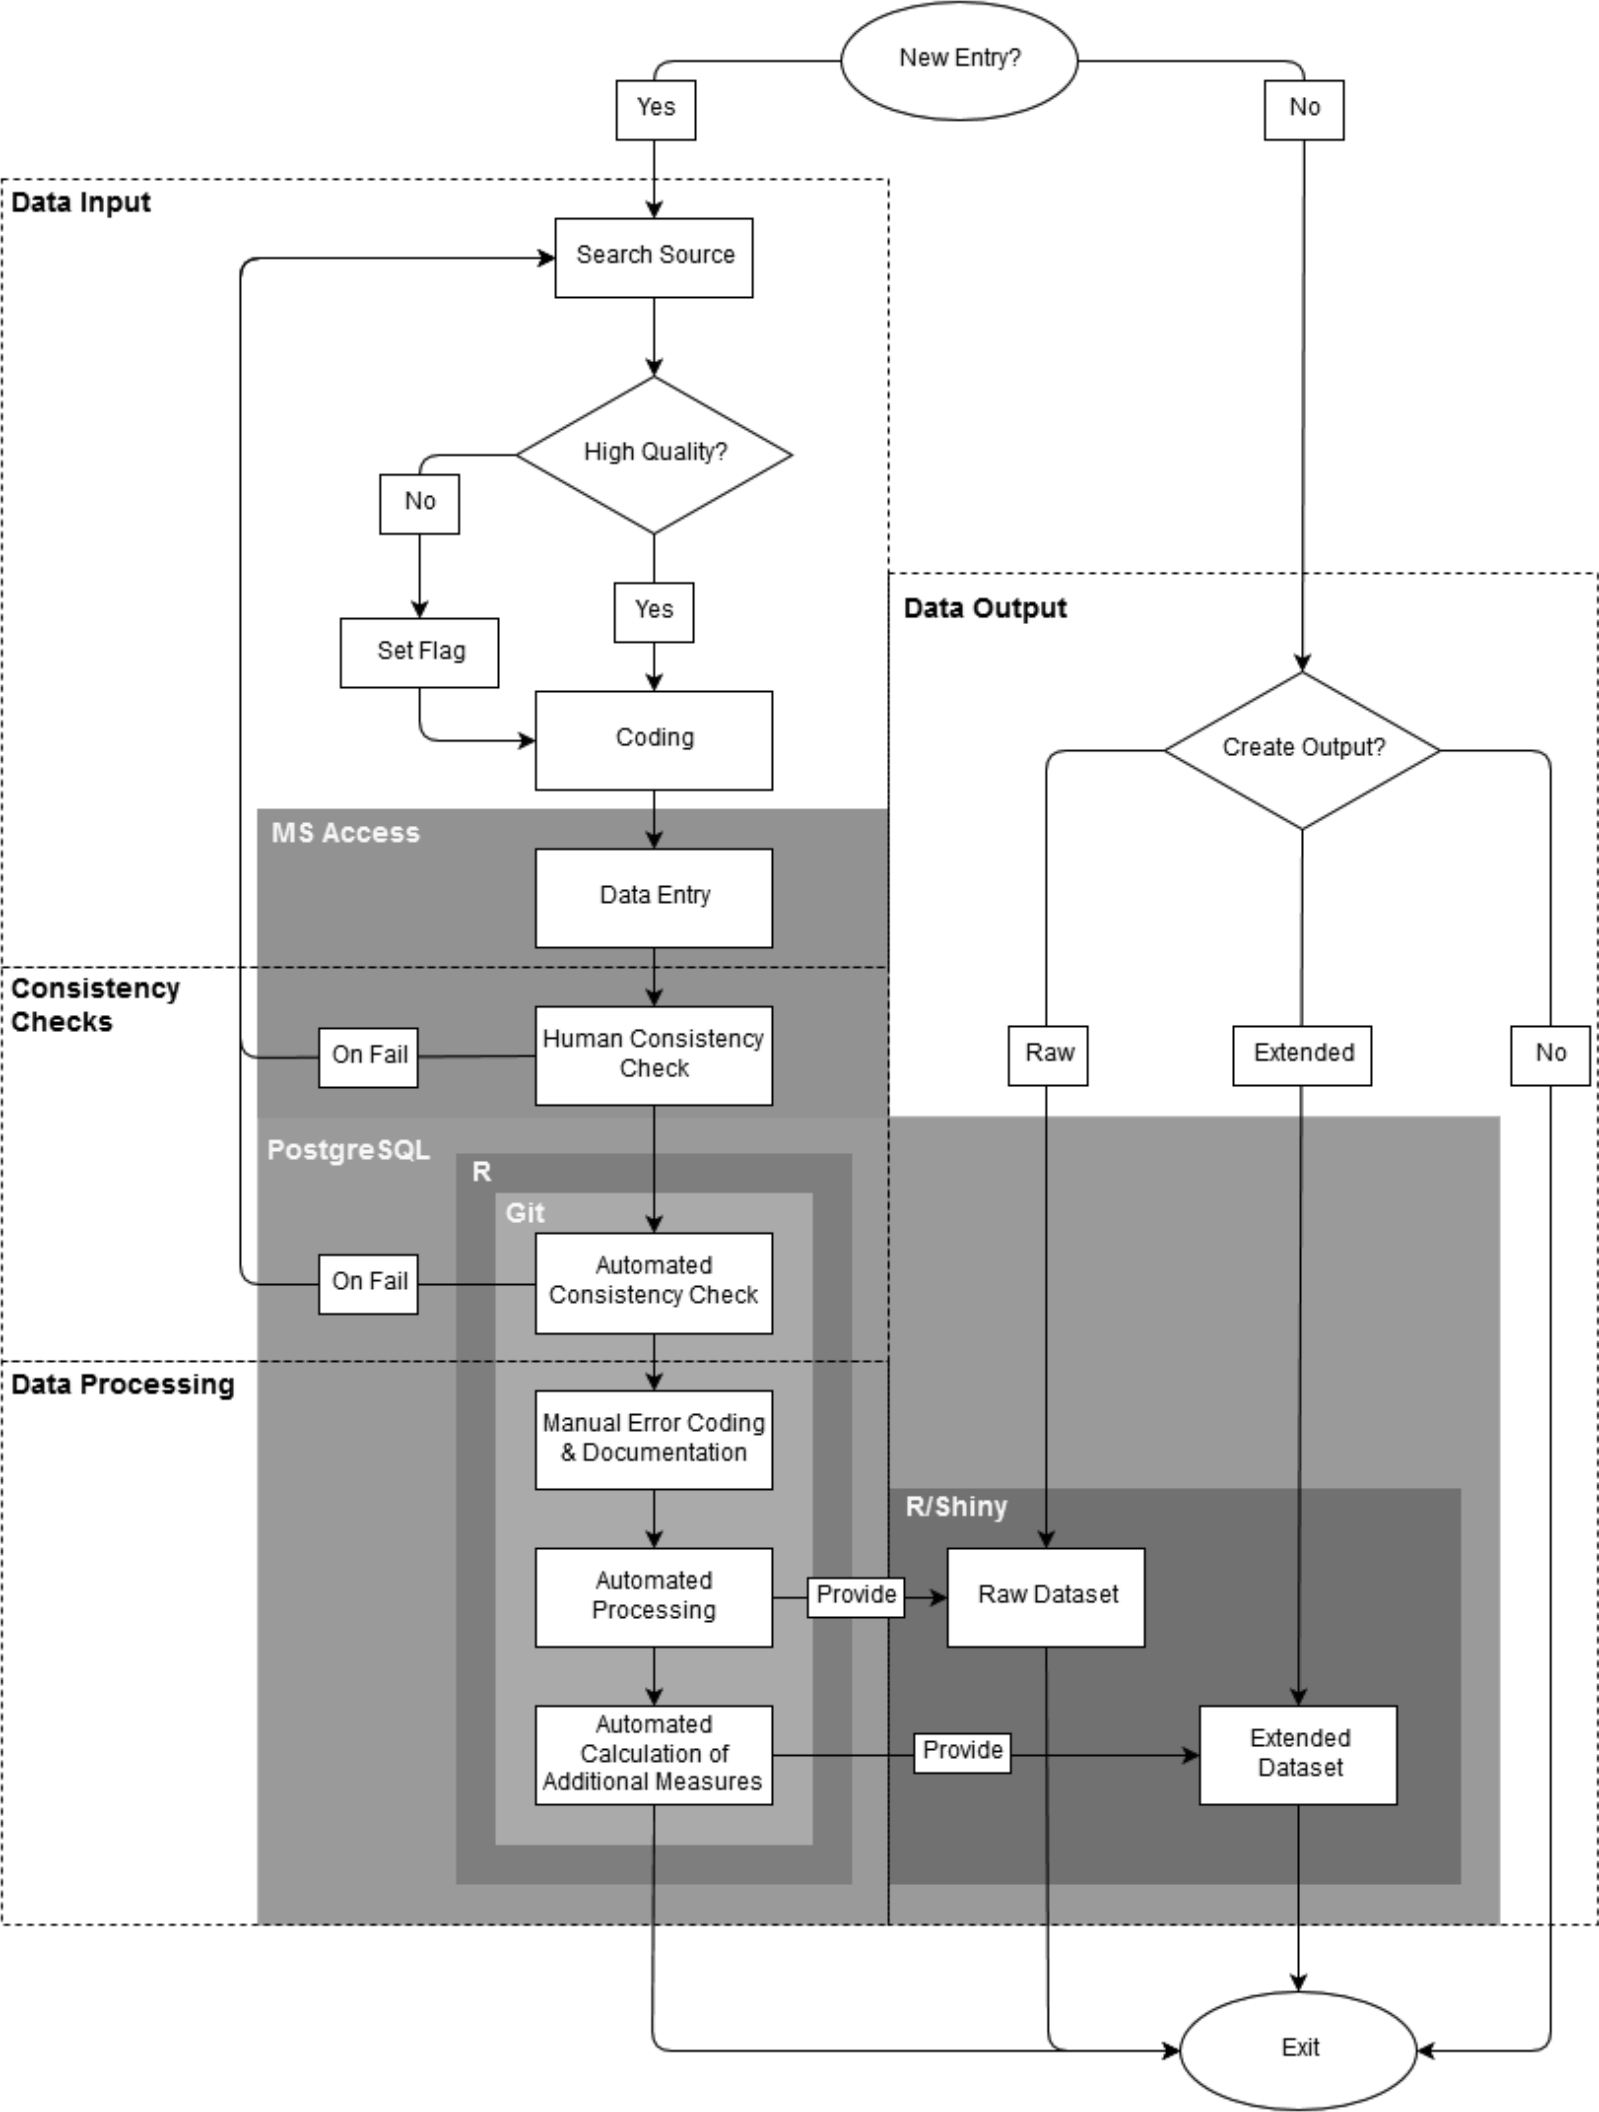 New Entry?
Yes
No
Data Input
Search Source
High Quality?
No
Yes
Set Flag
Coding
Data Output
Create Output?
MS Access
Data Entry
Consistency
Checks
Human Consistency
Check
On Fail
Raw
Extended
No
PostgreSQL
R
Git
Automated
Consistency Check
On Fail
Data Processing
Manual Error Coding
& Documentation
R/Shiny
Automated
Processing
Provide
Raw Dataset
Automated
Calculation of
Additional Measures
Provide
Extended
Dataset
Exit